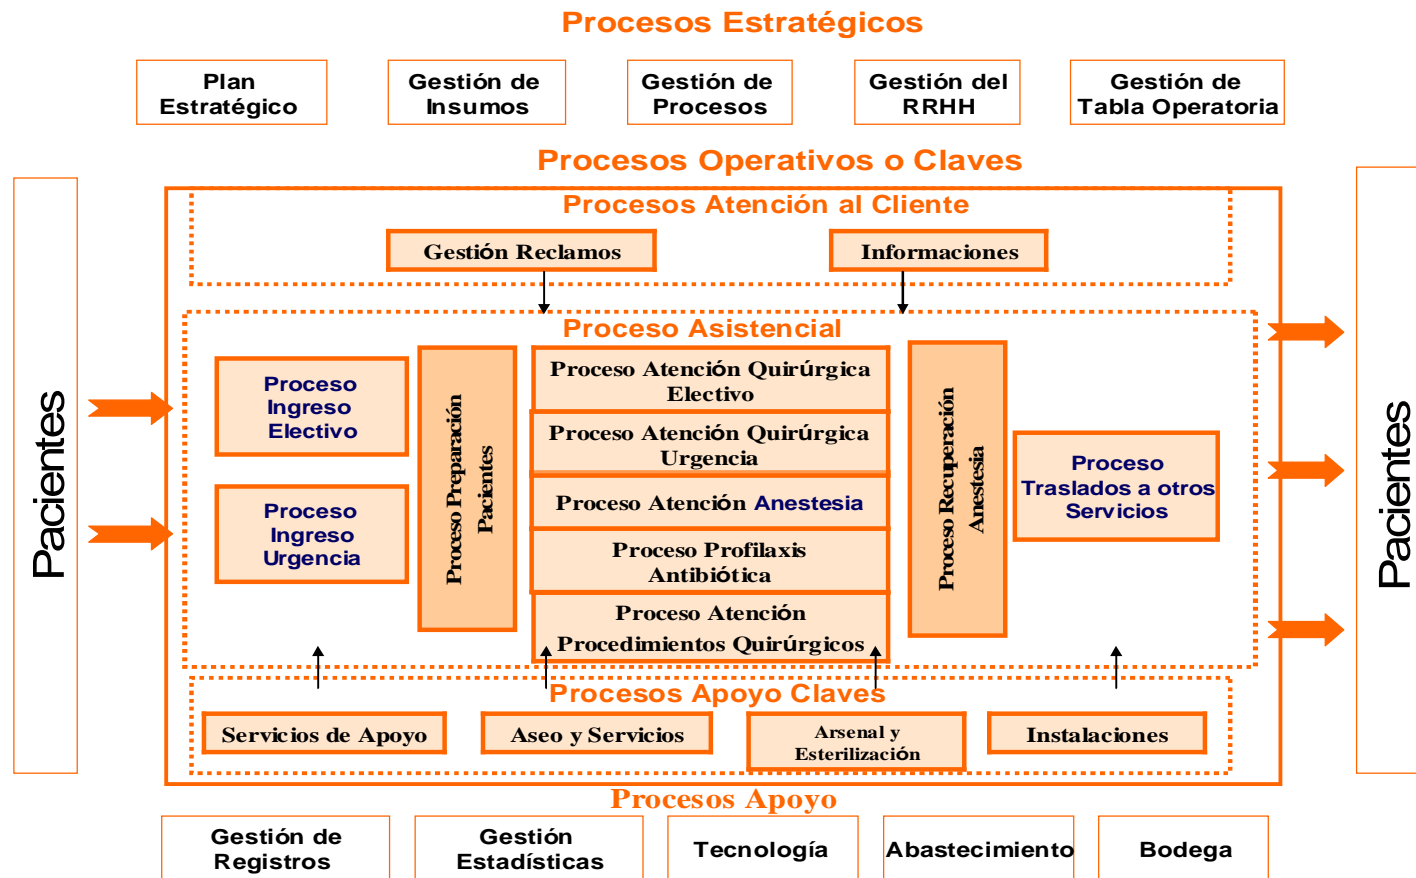 Procesos Estratégicos
Plan
Estratégico
Gestión de
Insumos
Gestión de
Procesos
Gestión del
RRHH
Gestión de
Tabla Operatoria
Procesos Operativos o Claves
Pacientes
Procesos Atención al Cliente
Gestión Reclamos
Informaciones
Proceso Asistencial
Proceso
Ingreso
Electivo
Proceso
Ingreso
Urgencia
Proceso Preparación
Pacientes
Proceso Atención Quirúrgica
Electivo
Proceso Atención Quirúrgica
Urgencia
Proceso Atención Anestesia
Proceso Profilaxis
Antibiótica
Proceso Atención
Procedimientos Quirúrgicos
Proceso Recuperación
Anestesia
Proceso
Traslados a otros
Servicios
Pacientes
Procesos Apoyo Claves
Servicios de Apoyo
Aseo y Servicios
Arsenal y
Esterilización
Instalaciones
Procesos Apoyo
Gestión de
Registros
Gestión
Estadísticas
Tecnología
Abastecimiento
Bodega